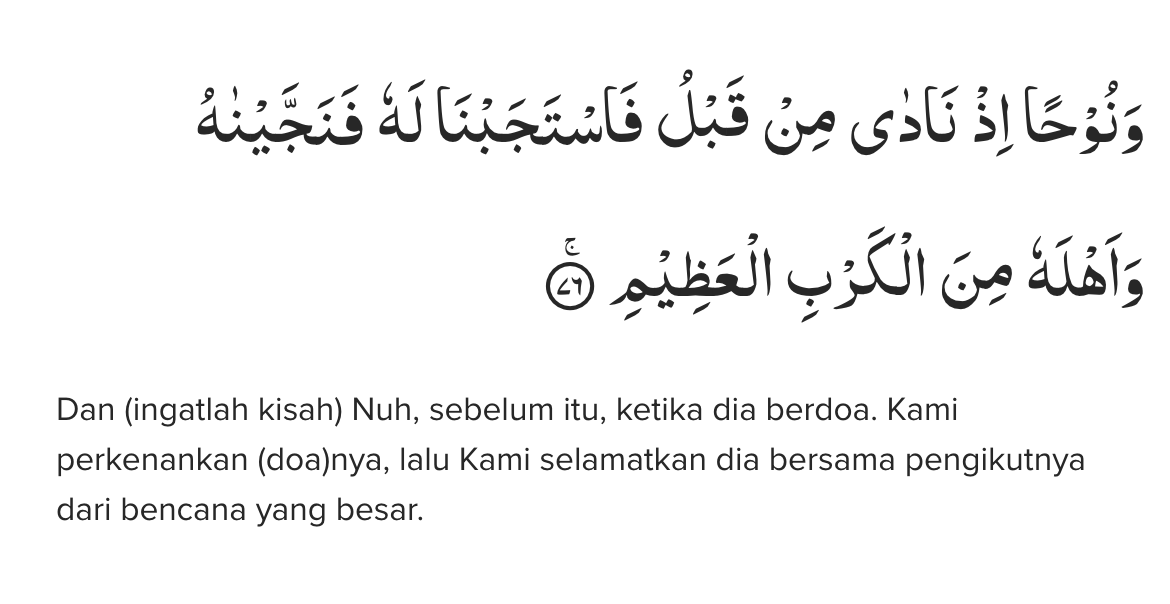 وَنُوْحًا اِذْ نَادٰى مِنْ قَبْلُ فَاسْتَجَبْنَا لَهٗ فَنَجَّيْنٰهُ
وَاَهْلَهٗ مِنَ الْكَرْبِ الْعَظِيْمِ ۚ ٧٦
Dan (ingatlah kisah) Nuh, sebelum itu, ketika dia berdoa. Kami
perkenankan (doa)nya, lalu Kami selamatkan dia bersama pengikutnya
dari bencana yang besar.